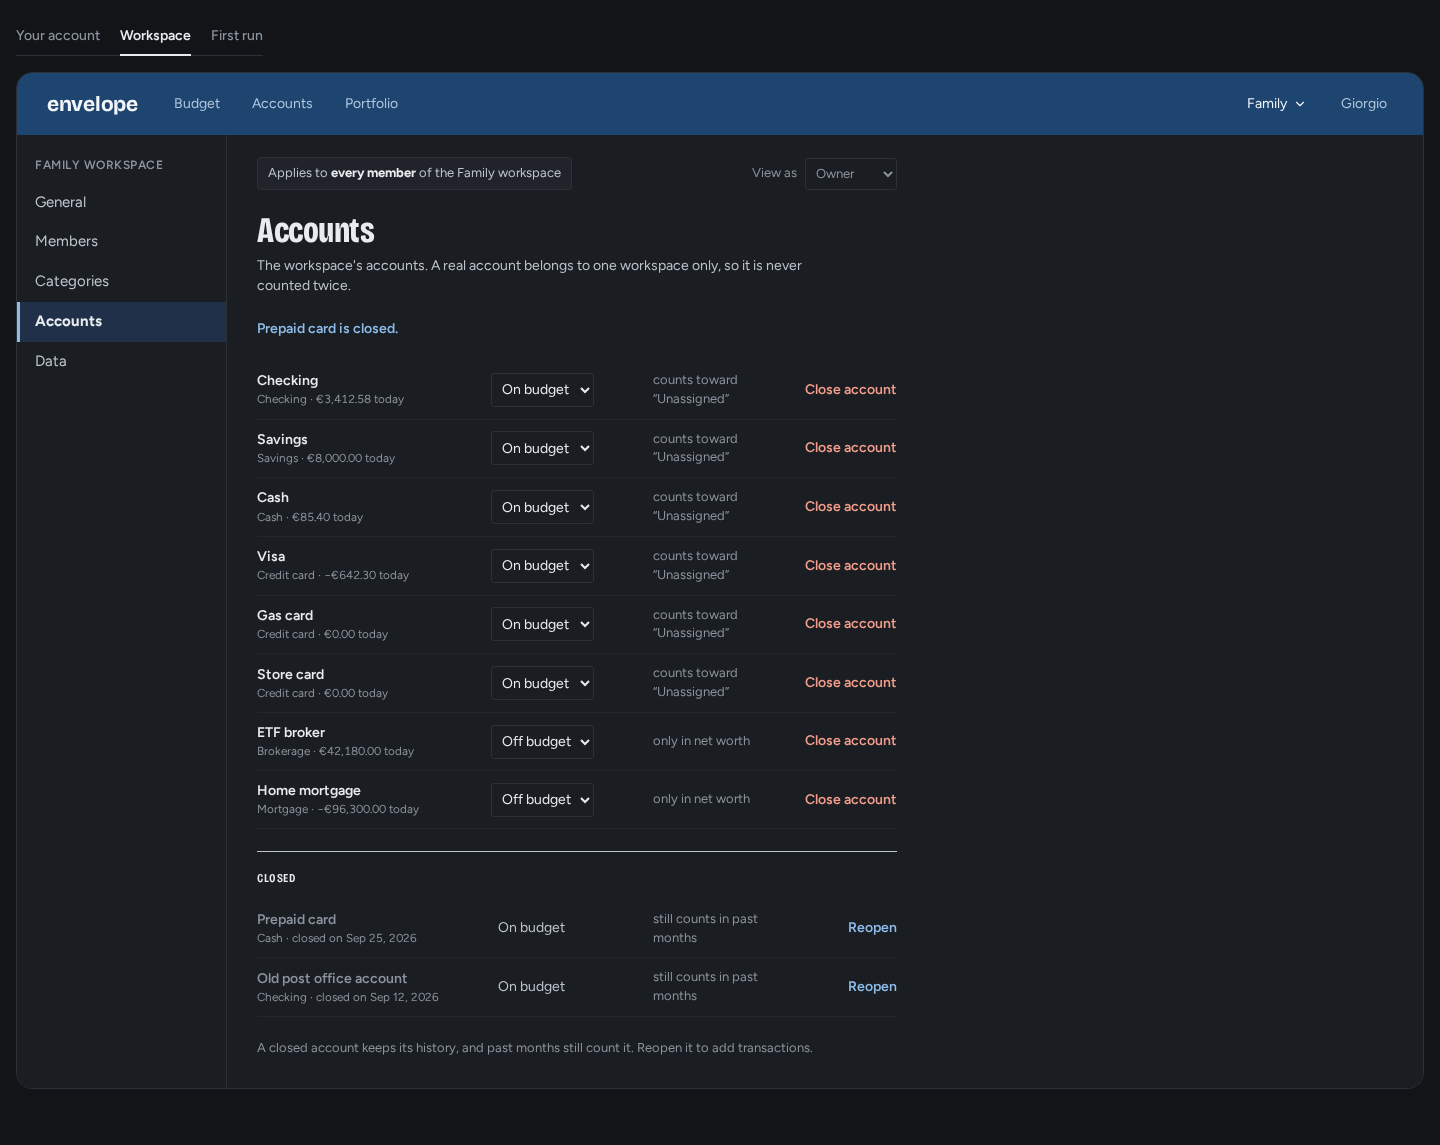 Your account Workspace First run
envelope Budget Accounts Portfolio Family Giorgio
FAMILY WORKSPACE
General
Members
Categories
Accounts
Data
Applies to every member of the Family workspace
View as Owner
Accounts
The workspace's accounts. A real account belongs to one workspace only, so it is never
counted twice.
Prepaid card is closed.
Checking
Checking · €3,412.58 today
On budget
counts toward
“Unassigned”
Close account
Savings
Savings · €8,000.00 today
On budget
counts toward
“Unassigned”
Close account
Cash
Cash · €85.40 today
On budget
counts toward
“Unassigned”
Close account
Visa
Credit card · −€642.30 today
On budget
counts toward
“Unassigned”
Close account
Gas card
Credit card · €0.00 today
On budget
counts toward
“Unassigned”
Close account
Store card
Credit card · €0.00 today
On budget
counts toward
“Unassigned”
Close account
ETF broker
Brokerage · €42,180.00 today
Off budget
only in net worth
Close account
Home mortgage
Mortgage · −€96,300.00 today
Off budget
only in net worth
Close account
CLOSED
Prepaid card
Cash · closed on Sep 25, 2026
On budget
still counts in past
months
Reopen
Old post office account
Checking · closed on Sep 12, 2026
On budget
still counts in past
months
Reopen
A closed account keeps its history, and past months still count it. Reopen it to add transactions.